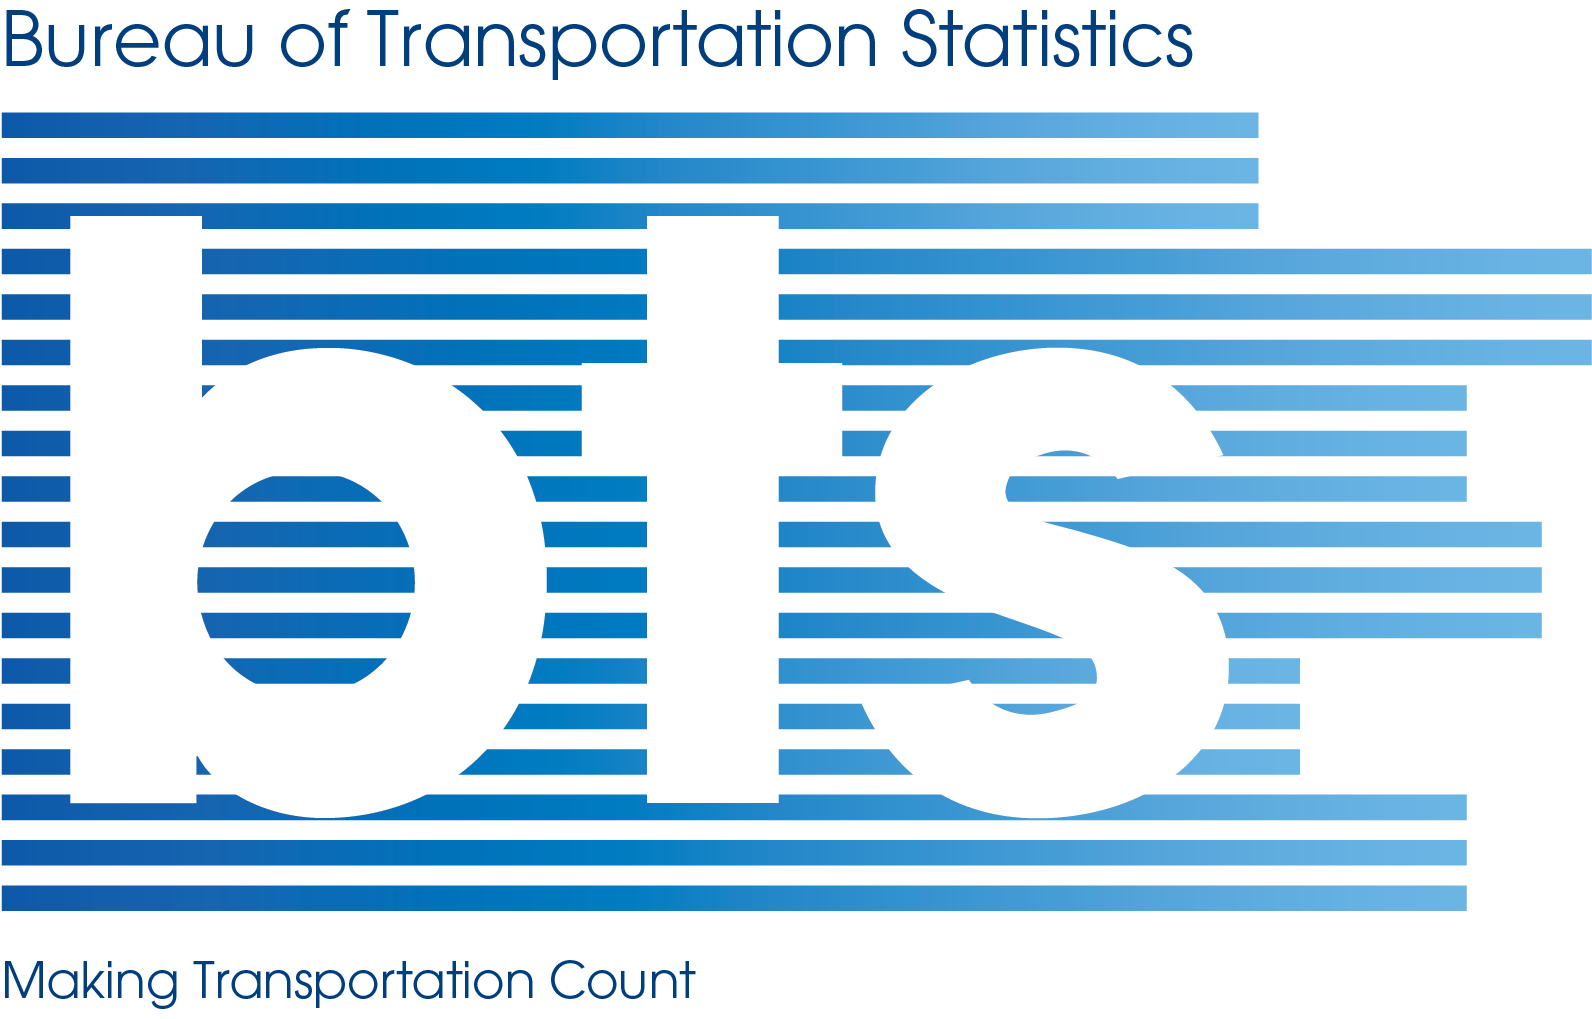 Bureau of Transportation Statistics
bts
Making Transportation Count